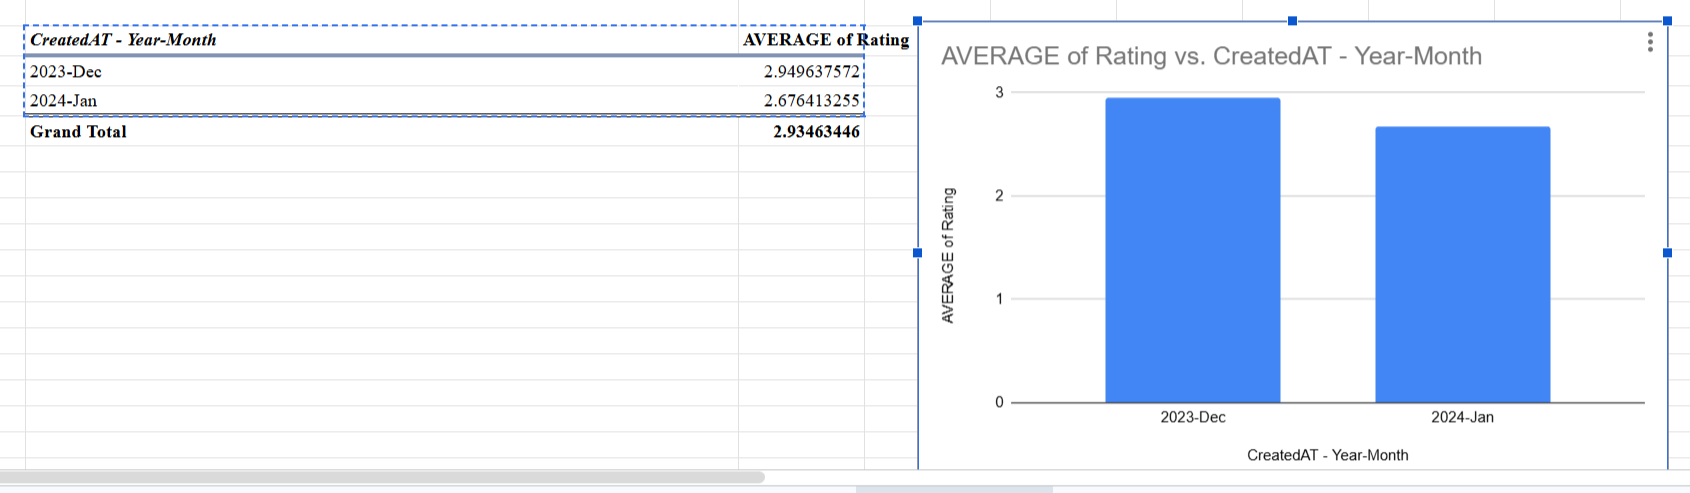 CreatedAT - Year-Month AVERAGE of Rating
2023-Dec 2.949637572
2024-Jan 2.676413255
Grand Total 2.93463446
AVERAGE of Rating vs. CreatedAT - Year-Month
3
2
1
0
AVERAGE of Rating
2023-Dec 2024-Jan
CreatedAT - Year-Month